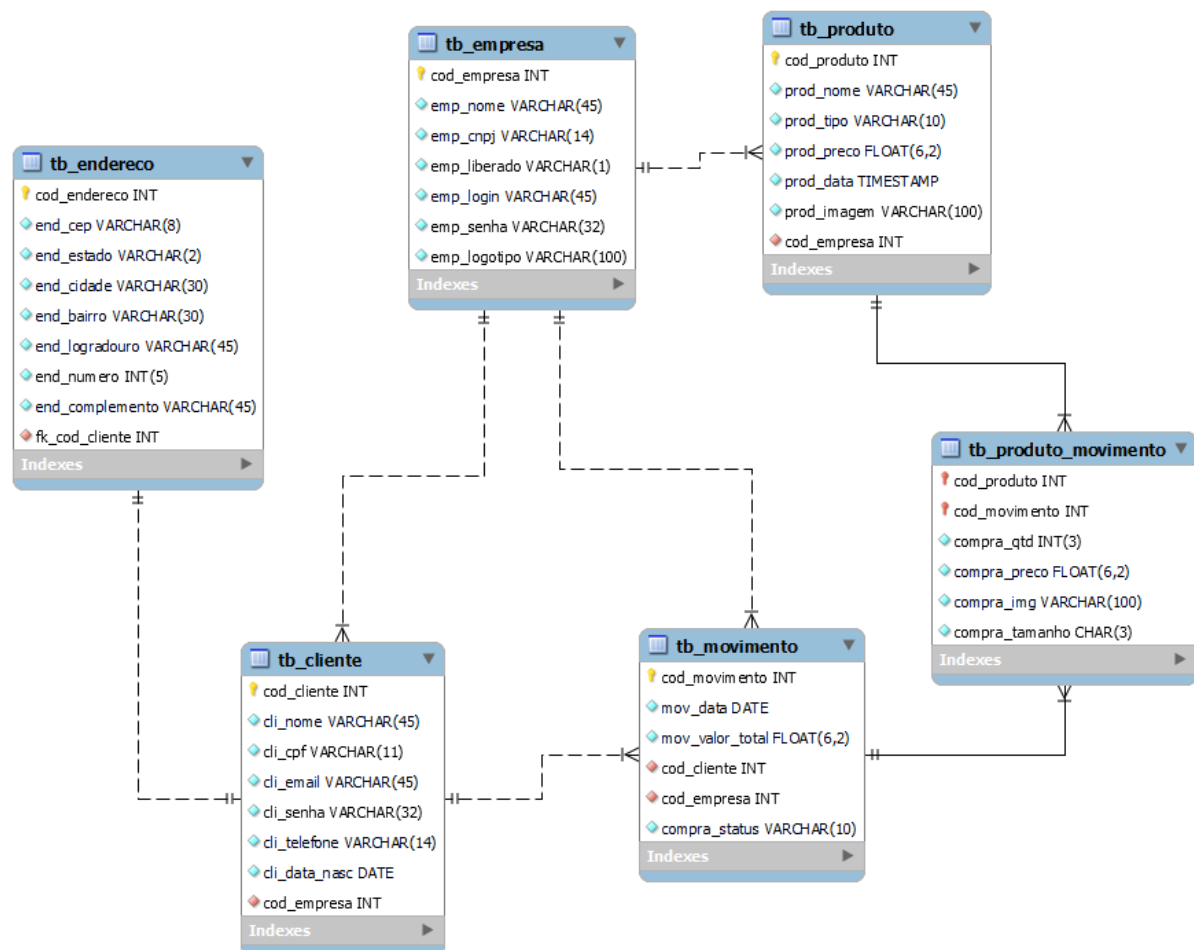 tb_empresa
cod_empresa INT
emp_nome VARCHAR(45)
emp_cnpj VARCHAR(14)
emp_liberado VARCHAR(1)
emp_login VARCHAR(45)
emp_senha VARCHAR(32)
emp_logotipo VARCHAR(100)
Indexes
tb_produto
cod_produto INT
prod_nome VARCHAR(45)
prod_tipo VARCHAR(10)
prod_preco FLOAT(6,2)
prod_data TIMESTAMP
prod_imagem VARCHAR(100)
cod_empresa INT
Indexes
tb_endereco
cod_endereco INT
end_cep VARCHAR(8)
end_estado VARCHAR(2)
end_cidade VARCHAR(30)
end_bairro VARCHAR(30)
end_logradouro VARCHAR(45)
end_numero INT(5)
end_complemento VARCHAR(45)
fk_cod_cliente INT
Indexes
tb_produto_movimento
cod_produto INT
cod_movimento INT
compra_qtd INT(3)
compra_preco FLOAT(6,2)
compra_img VARCHAR(100)
compra_tamanho CHAR(3)
Indexes
tb_cliente
cod_cliente INT
cli_nome VARCHAR(45)
cli_cpf VARCHAR(11)
cli_email VARCHAR(45)
cli_senha VARCHAR(32)
cli_telefone VARCHAR(14)
cli_data_nasc DATE
cod_empresa INT
Indexes
tb_movimento
cod_movimento INT
mov_data DATE
mov_valor_total FLOAT(6,2)
cod_cliente INT
cod_empresa INT
compra_status VARCHAR(10)
Indexes